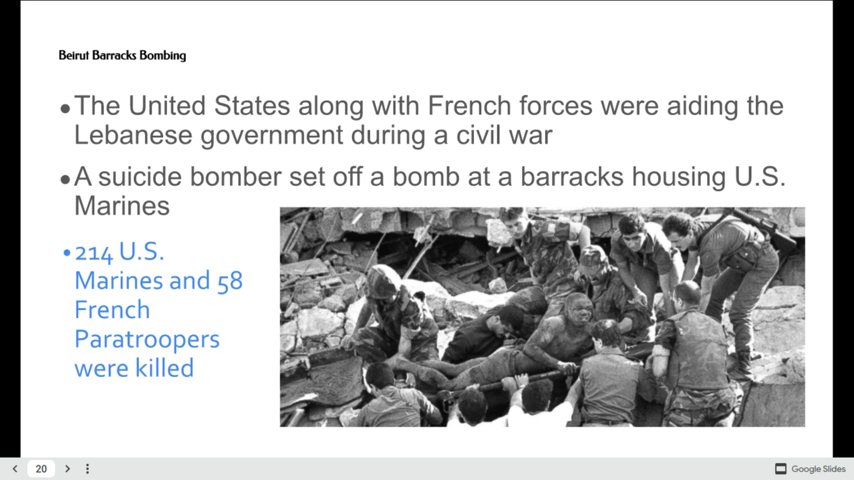 Beirut Barracks Bombing
•The United States along with French forces were aiding the
Lebanese government during a civil war
•A suicide bomber set off a bomb at a barracks housing U.S.
Marines
•214 U.S.
Marines and 58
French
Paratroopers
were killed
20
Google Slides